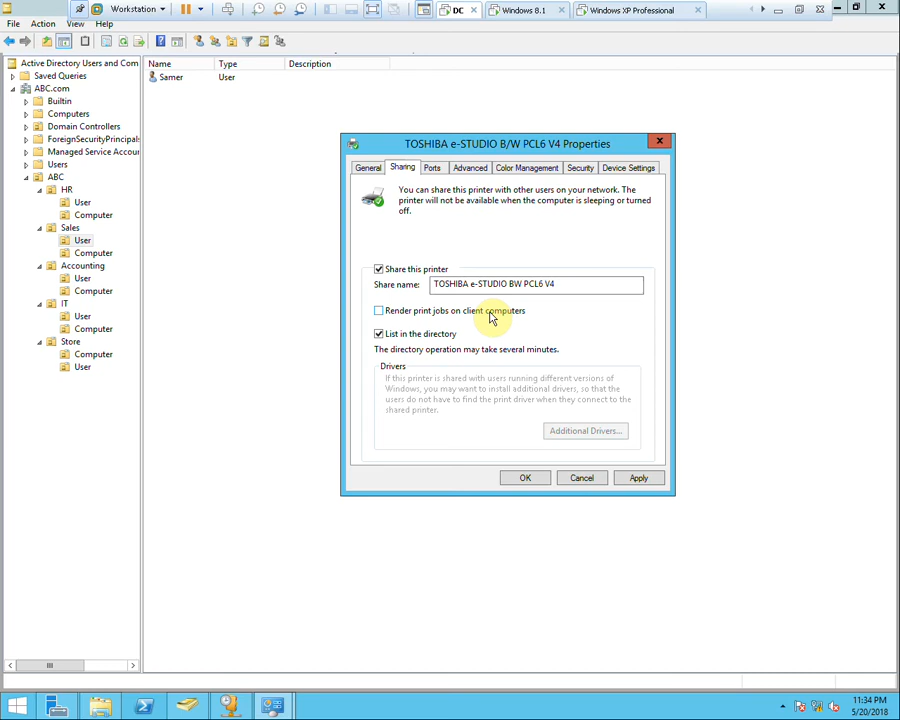 Workstation
DC
Windows 8.1
Windows XP Professional
File Action View Help
Active Directory Users and Com
Saved Queries
ABC.com
Builtin
Computers
Domain Controllers
ForeignSecurityPrincipals
Managed Service Accour
Users
ABC
HR
User
Computer
Sales
User
Computer
Accounting
User
Computer
IT
User
Computer
Store
Computer
User
Name Type Description
Samer User
TOSHIBA e-STUDIO B/W PCL6 V4 Properties
General Sharing Ports Advanced Color Management Security Device Settings
You can share this printer with other users on your network. The
printer will not be available when the computer is sleeping or turned
off.
Share this printer
Share name: TOSHIBA e-STUDIO BW PCL6 V4
Render print jobs on client computers
List in the directory
The directory operation may take several minutes.
Drivers
If this printer is shared with users running different versions of
Windows, you may want to install additional drivers, so that the
users do not have to find the print driver when they connect to the
shared printer.
Additional Drivers...
OK Cancel Apply
11:34 PM
5/20/2018